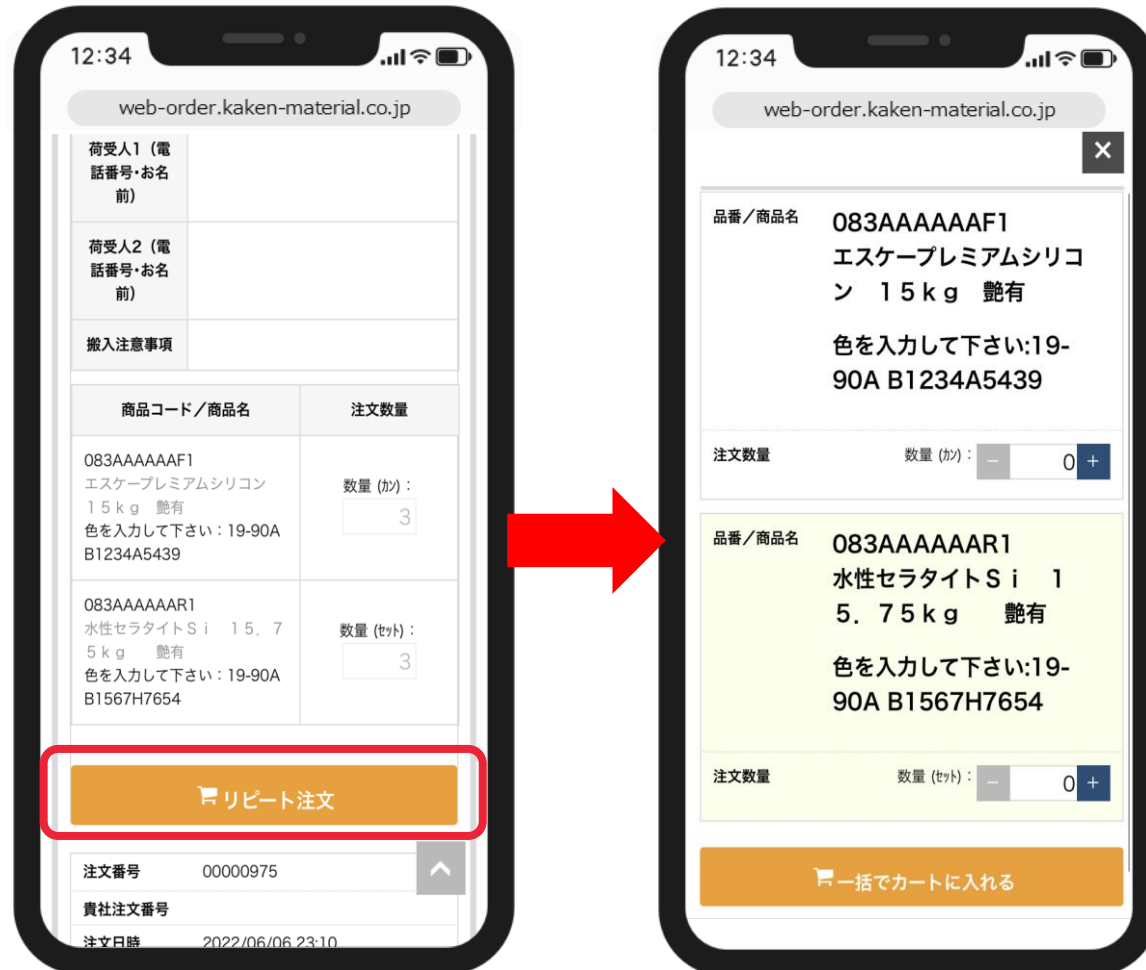 12:34
web-order.kaken-material.co.jp
荷受人1（電
話番号・お名
前）
荷受人2（電
話番号・お名
前）
搬入注意事項
商品コード／商品名
注文数量
083AAAAAAF1
エスケープレミアムシリコン
１５ｋｇ　艶有
色を入力して下さい：19-90A
B1234A5439
数量 (ｶﾝ)：
3
083AAAAAAR1
水性セラタイトＳｉ　１５．７
５ｋｇ　　艶有
色を入力して下さい：19-90A
B1567H7654
数量 (ｾｯﾄ)：
3
リピート注文
注文番号
00000975
貴社注文番号
注文日時
2022/06/06 23:10
12:34
web-order.kaken-material.co.jp
×
品番／商品名
083AAAAAAF1
エスケープレミアムシリコ
ン　１５ｋｇ　艶有
色を入力して下さい:19-
90A B1234A5439
注文数量
数量 (ｶﾝ)：
－ 0 +
品番／商品名
083AAAAAAR1
水性セラタイトＳｉ　１
５．７５ｋｇ　　艶有
色を入力して下さい:19-
90A B1567H7654
注文数量
数量 (ｾｯﾄ)：
－ 0 +
一括でカートに入れる